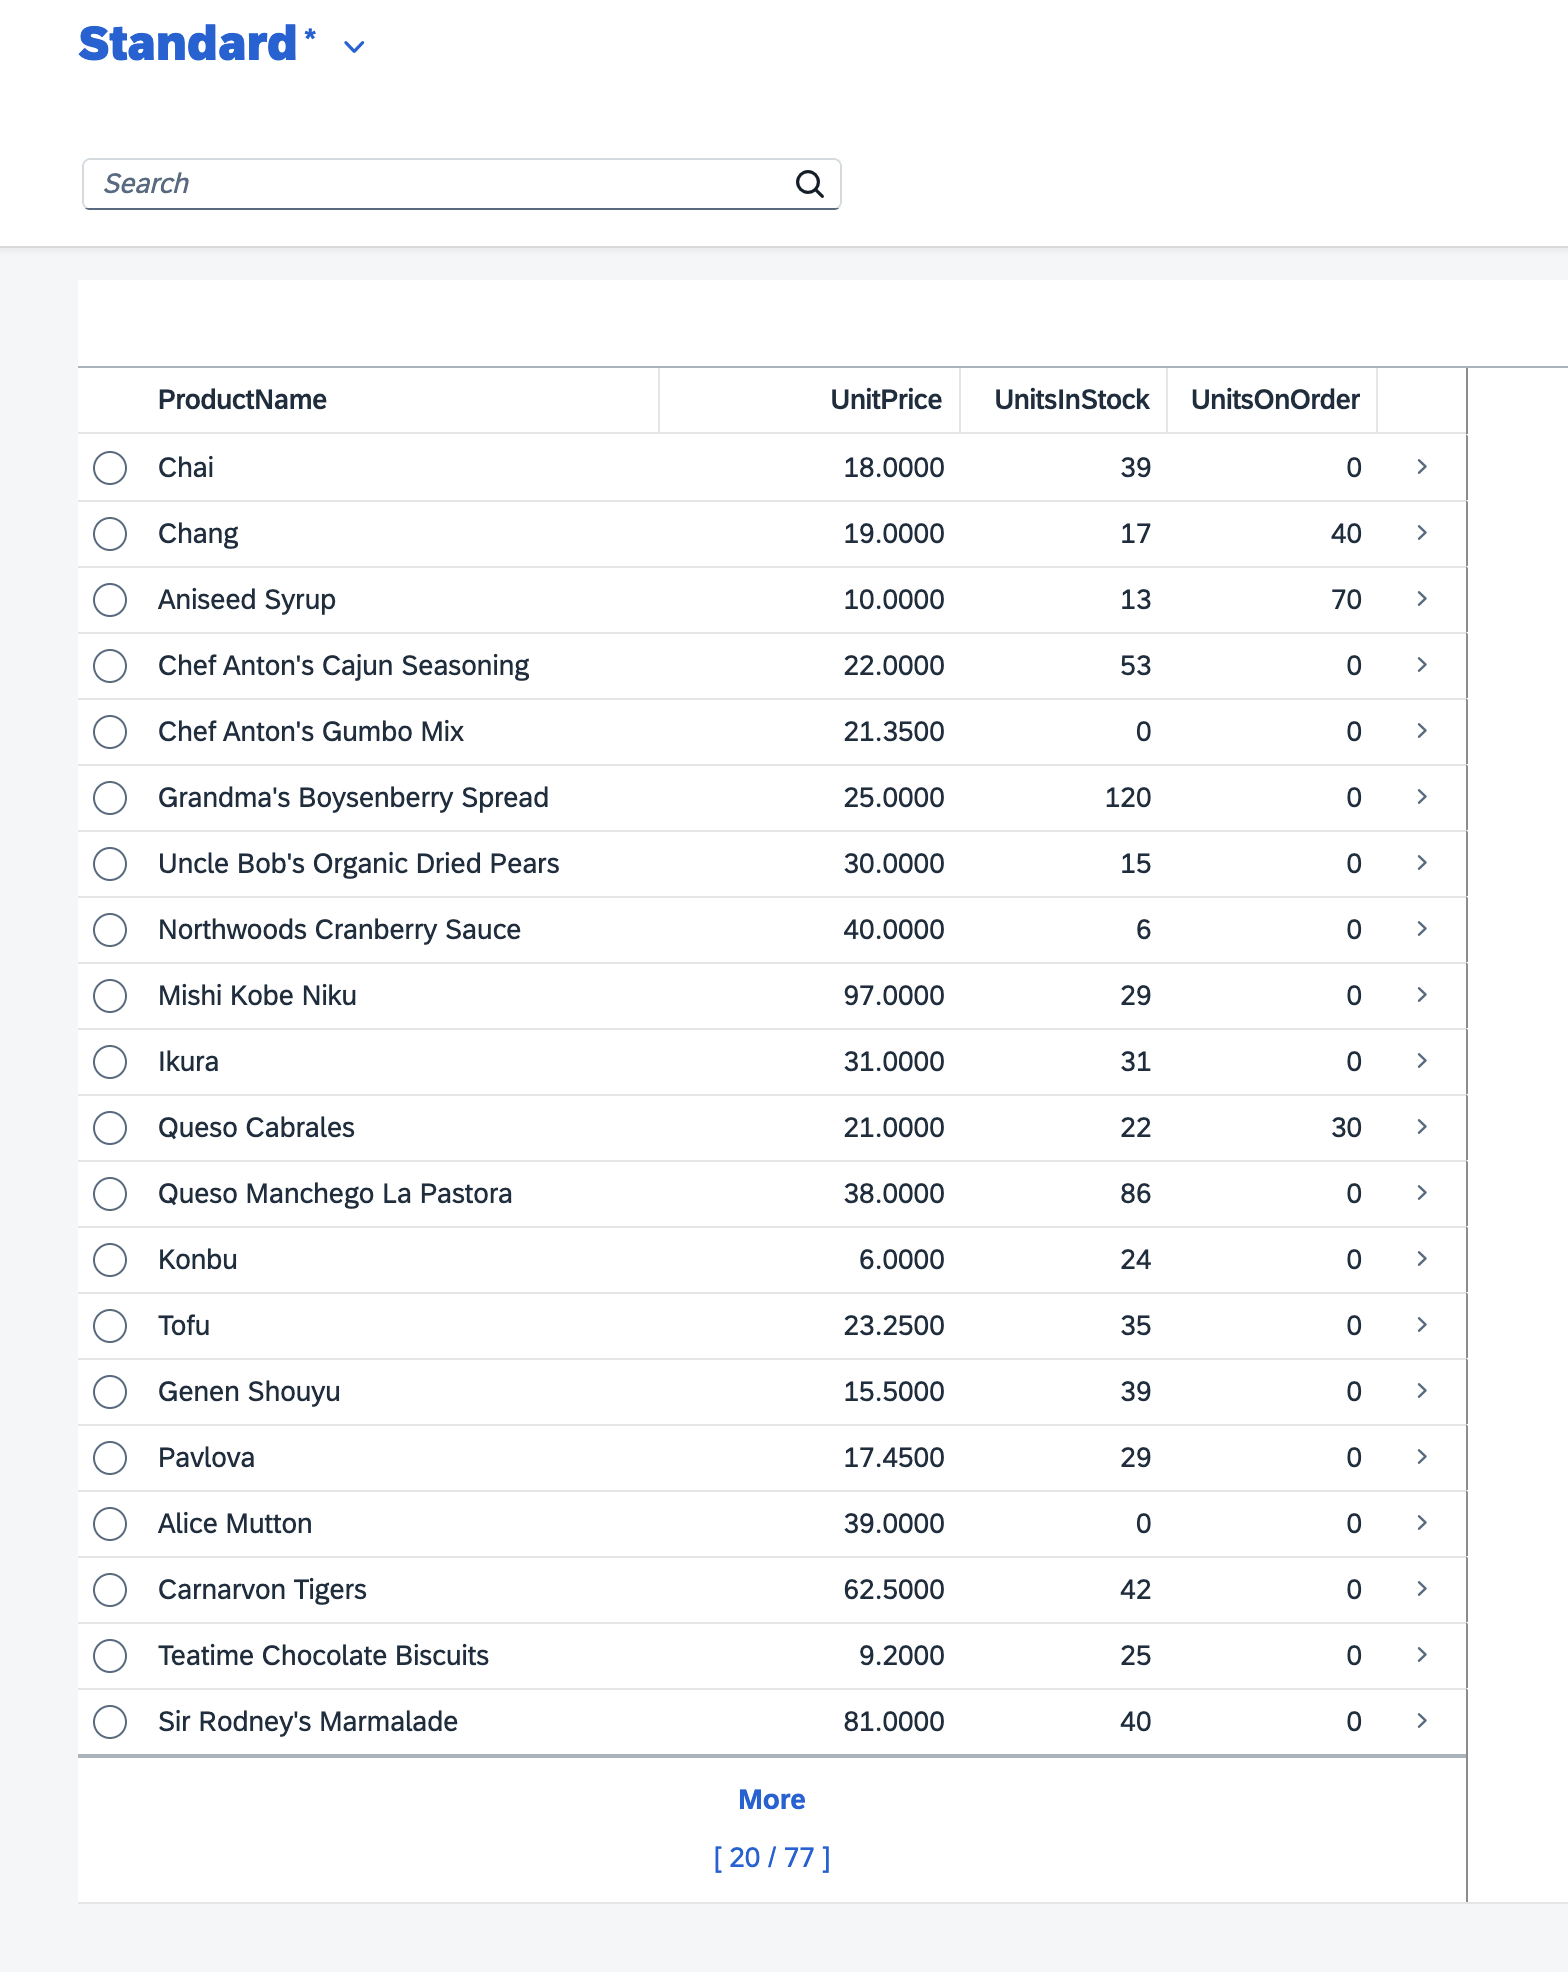 Standard *
Search
ProductName UnitPrice UnitsInStock UnitsOnOrder
Chai 18.0000 39 0
Chang 19.0000 17 40
Aniseed Syrup 10.0000 13 70
Chef Anton's Cajun Seasoning 22.0000 53 0
Chef Anton's Gumbo Mix 21.3500 0 0
Grandma's Boysenberry Spread 25.0000 120 0
Uncle Bob's Organic Dried Pears 30.0000 15 0
Northwoods Cranberry Sauce 40.0000 6 0
Mishi Kobe Niku 97.0000 29 0
Ikura 31.0000 31 0
Queso Cabrales 21.0000 22 30
Queso Manchego La Pastora 38.0000 86 0
Konbu 6.0000 24 0
Tofu 23.2500 35 0
Genen Shouyu 15.5000 39 0
Pavlova 17.4500 29 0
Alice Mutton 39.0000 0 0
Carnarvon Tigers 62.5000 42 0
Teatime Chocolate Biscuits 9.2000 25 0
Sir Rodney's Marmalade 81.0000 40 0
More
[ 20 / 77 ]